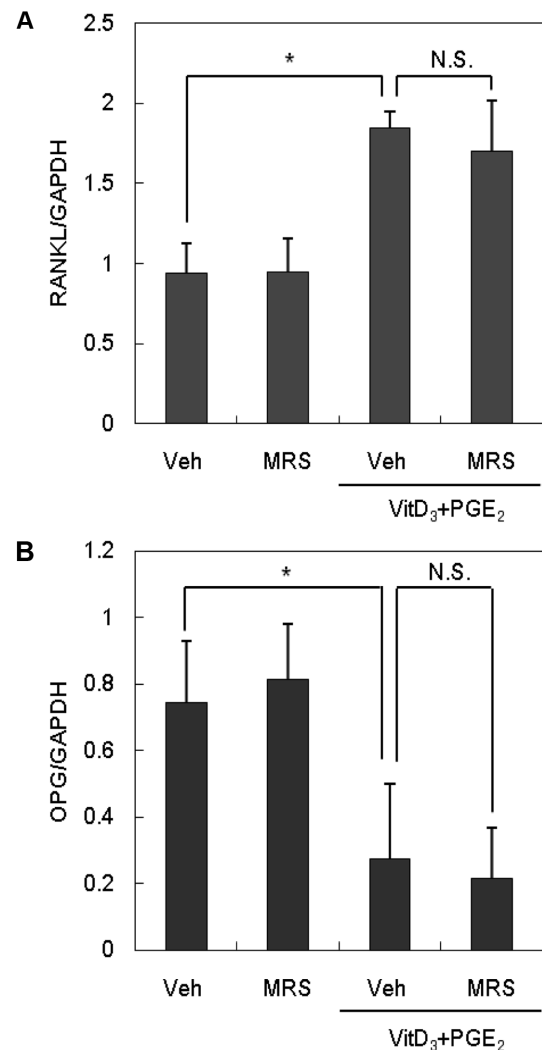 A
RANKL/GAPDH
2.5
2
1.5
1
0.5
0
*
N.S.
Veh MRS Veh MRS
VitD₃+PGE₂
B
OPG/GAPDH
1.2
1
0.8
0.6
0.4
0.2
0
*
N.S.
Veh MRS Veh MRS
VitD₃+PGE₂